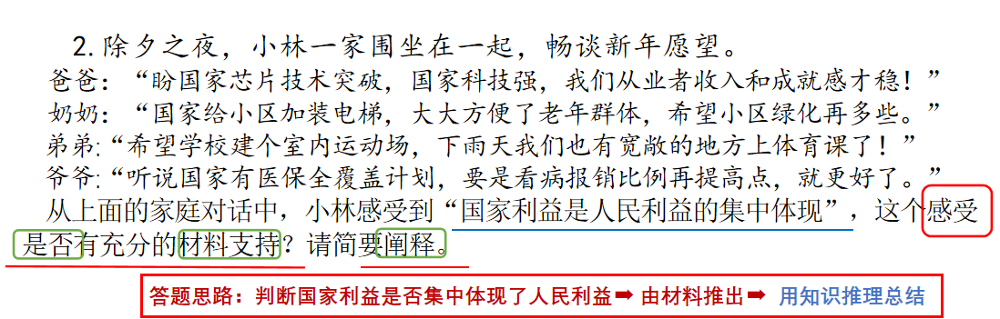 2.除夕之夜，小林一家围坐在一起，畅谈新年愿望。
爸爸：“盼国家芯片技术突破，国家科技强，我们从业者收入和成就感才稳！”
奶奶：“国家给小区加装电梯，大大方便了老年群体，希望小区绿化再多些。”
弟弟:“希望学校建个室内运动场，下雨天我们也有宽敞的地方上体育课了！”
爷爷:“听说国家有医保全覆盖计划，要是看病报销比例再提高点，就更好了。”
从上面的家庭对话中，小林感受到“国家利益是人民利益的集中体现”，这个感受
是否有充分的材料支持？请简要阐释。
答题思路：判断国家利益是否集中体现了人民利益➡由材料推出➡ 用知识推理总结